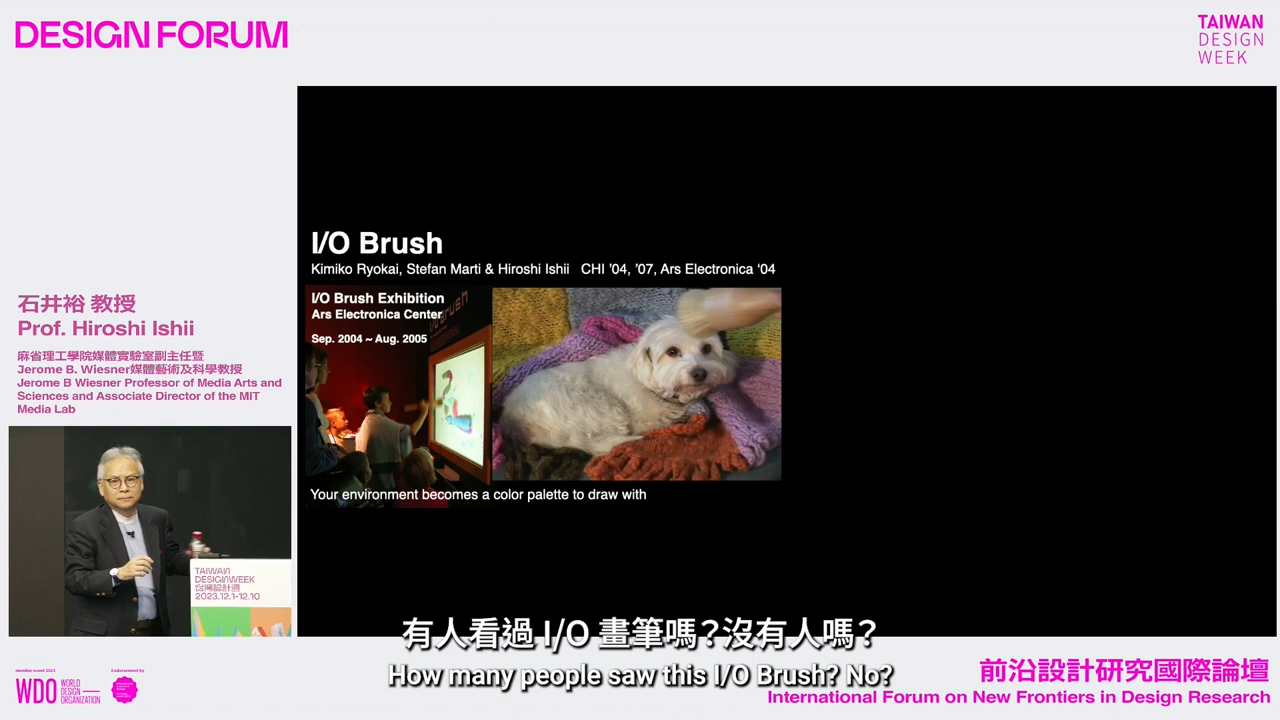 DESIGN FORUM
TAIWAN
DESIGN
WEEK
I/O Brush
Kimiko Ryokai, Stefan Marti & Hiroshi Ishii CHI '04, '07, Ars Electronica '04
I/O Brush Exhibition
Ars Electronica Center
Sep. 2004 ~ Aug. 2005
Your environment becomes a color palette to draw with
石井裕 教授
Prof. Hiroshi Ishii
麻省理工學院媒體實驗室副主任暨
Jerome B. Wiesner媒體藝術及科學教授
Jerome B Wiesner Professor of Media Arts and
Sciences and Associate Director of the MIT
Media Lab
TAIWAN
DESIGNWEEK
台灣設計週
2023.12.1-12.10
有人看過 I/O 畫筆嗎？沒有人嗎？
How many people saw this I/O Brush? No?
member event 2023
WDO WORLD
DESIGN
ORGANIZATION
Endorsement by
前沿設計研究國際論壇
International Forum on New Frontiers in Design Research